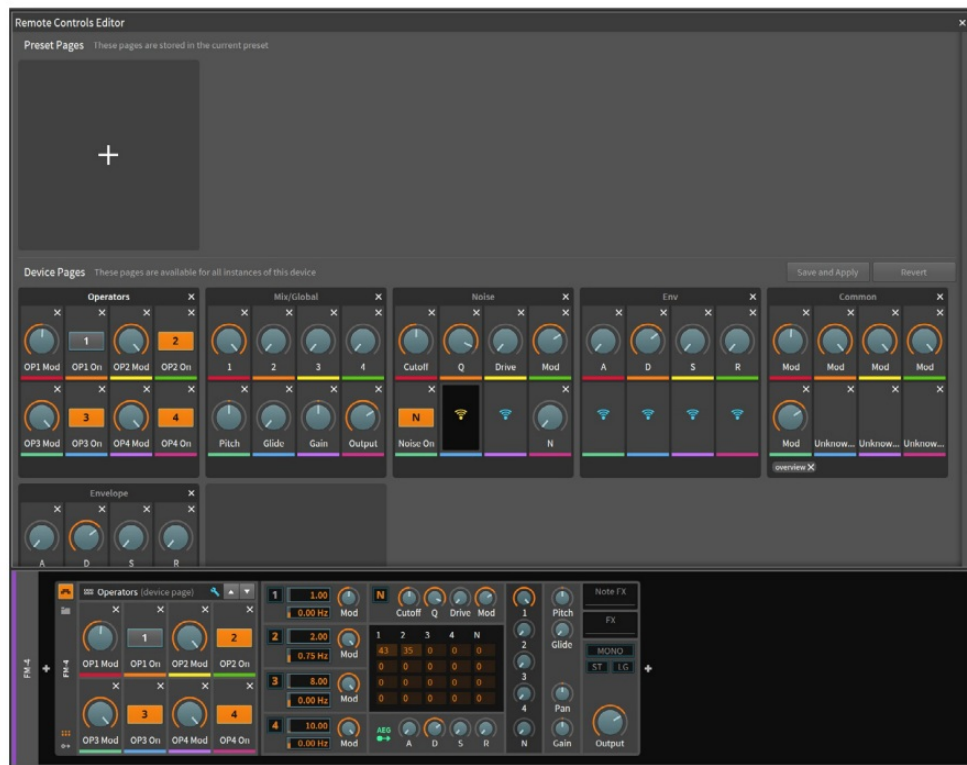 Remote Controls Editor
Preset Pages These pages are stored in the current preset
Device Pages These pages are available for all instances of this device Save and Apply Revert
Operators Mix/Global Noise Env Common
1 2
OP1 Mod OP1 On OP2 Mod OP2 On 1 2 3 4 Cutoff Q Drive Mod A D S R Mod Mod Mod Mod
3 4 N
OP3 Mod OP3 On OP4 Mod OP4 On Pitch Glide Gain Output Noise On N Mod Unknow... Unknow... Unknow...
overview
Envelope
A D S R
FM-4
FM-4
Operators (device page)
1 2
OP1 Mod OP1 On OP2 Mod OP2 On
3 4
OP3 Mod OP3 On OP4 Mod OP4 On
1 1.00
0.00 Hz Mod
2 2.00
0.75 Hz Mod
3 8.00
0.00 Hz Mod
4 10.00
0.00 Hz Mod
N Cutoff Q Drive Mod
1 2 3 4 N
43 35 0 0 0
0 0 0 0 0
0 0 0 0 0
0 0 0 0 0
AEG A D S R
1
2
3
4
N
Pitch
Glide
Pan
Gain
Note FX
FX
MONO
ST LG
Output